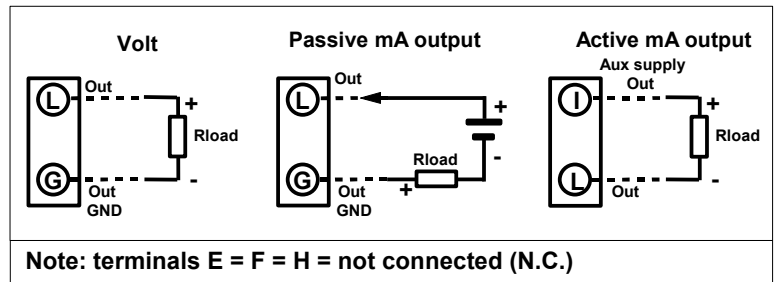 Volt
L
Out
+
Rload
-
G
Out
GND
Passive mA output
L
Out
+
-
Rload
+
G
Out
GND
Active mA output
Aux supply
I
Out
+
Rload
-
L
Out
Note: terminals E = F = H = not connected (N.C.)